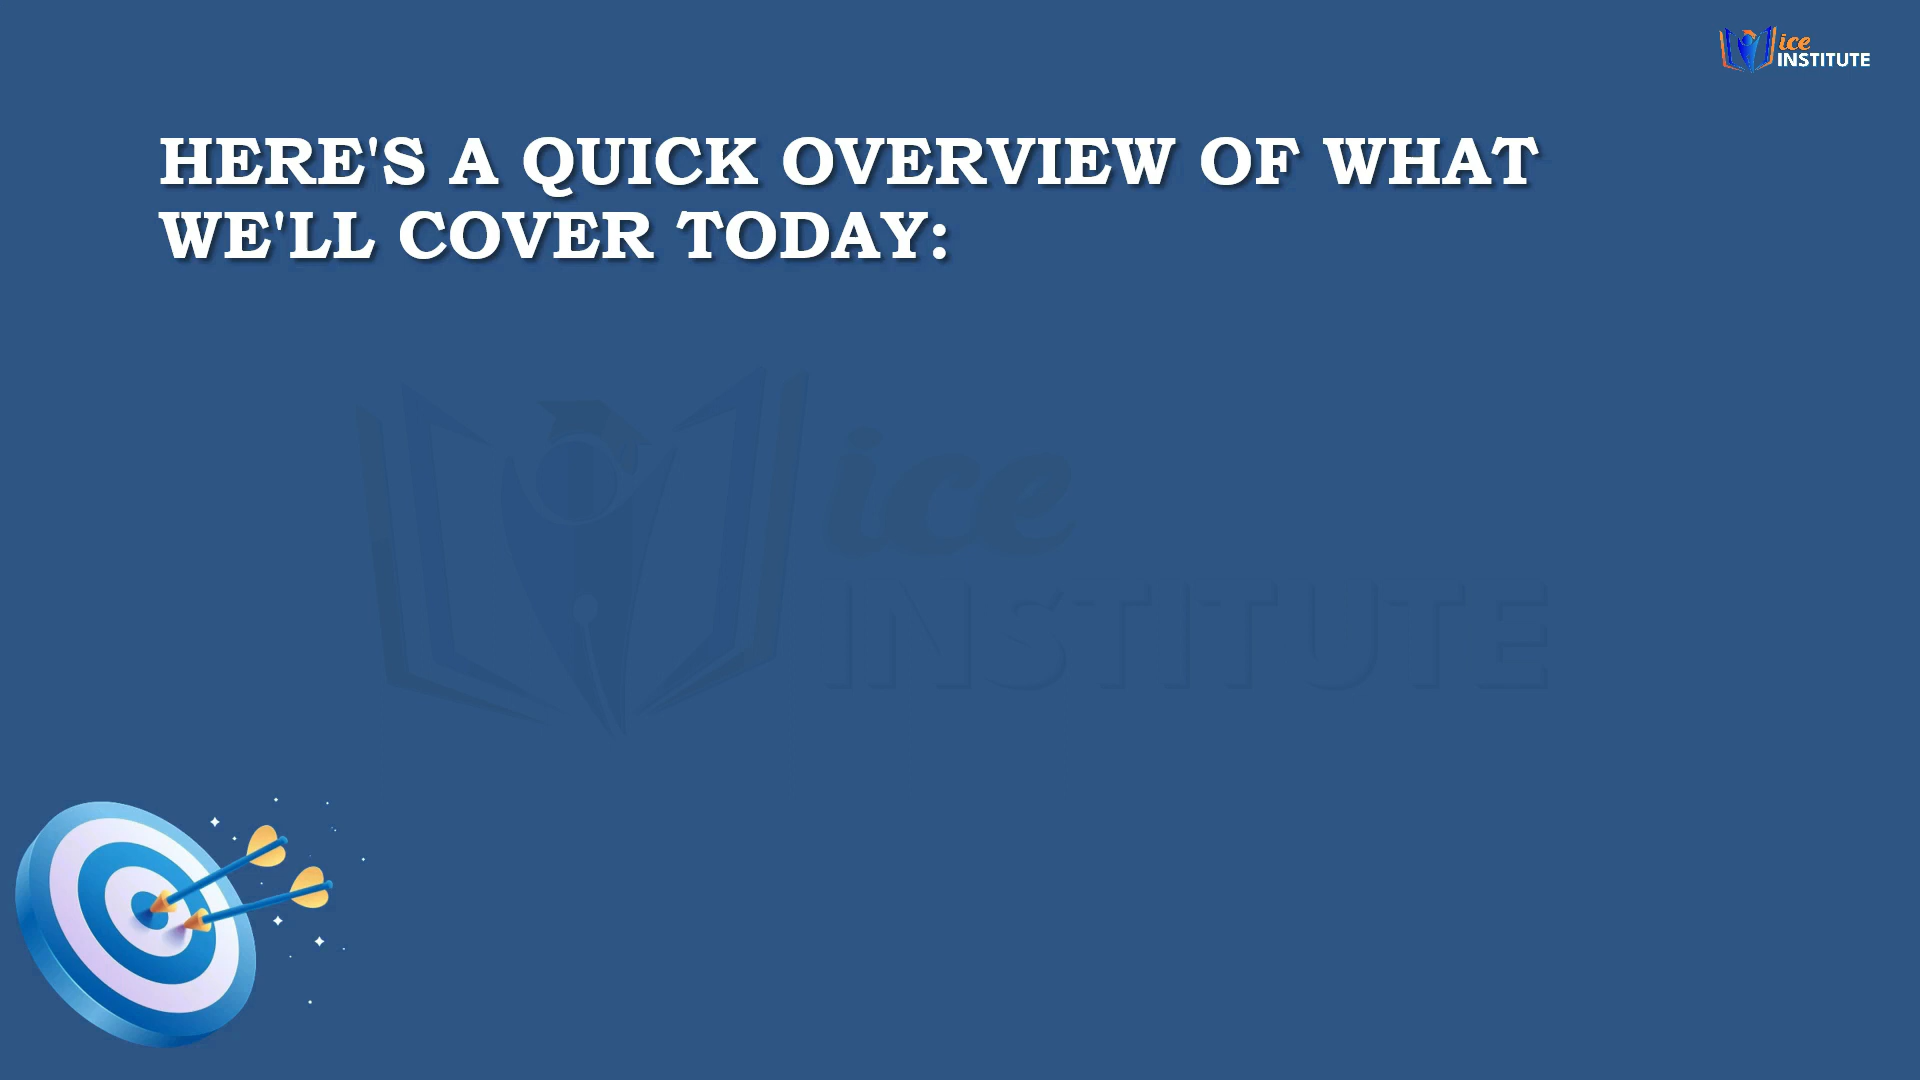 ice
INSTITUTE
HERE'S A QUICK OVERVIEW OF WHAT
WE'LL COVER TODAY:
ice
INSTITUTE